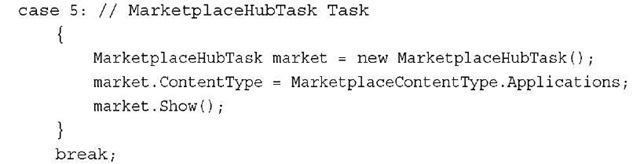 case 5: // MarketplaceHubTask Task
{
MarketplaceHubTask market = new MarketplaceHubTask();
market.ContentType = MarketplaceContentType.Applications;
market.Show();
}
break;